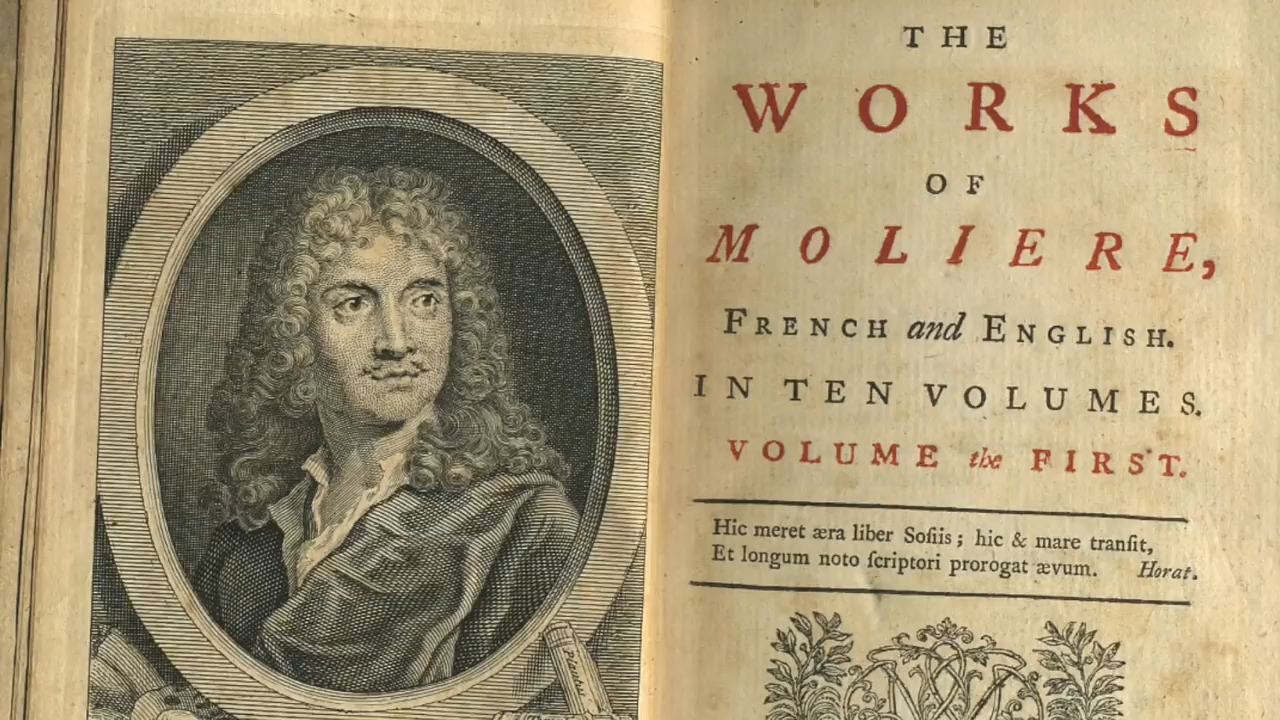 THE
WORKS
OF
MOLIERE,
FRENCH and ENGLISH.
IN TEN VOLUMES.
VOLUME the FIRST.
Hic meret æra liber Soſiis; hic & mare tranſit,
Et longum noto ſcriptori prorogat ævum. Horat.